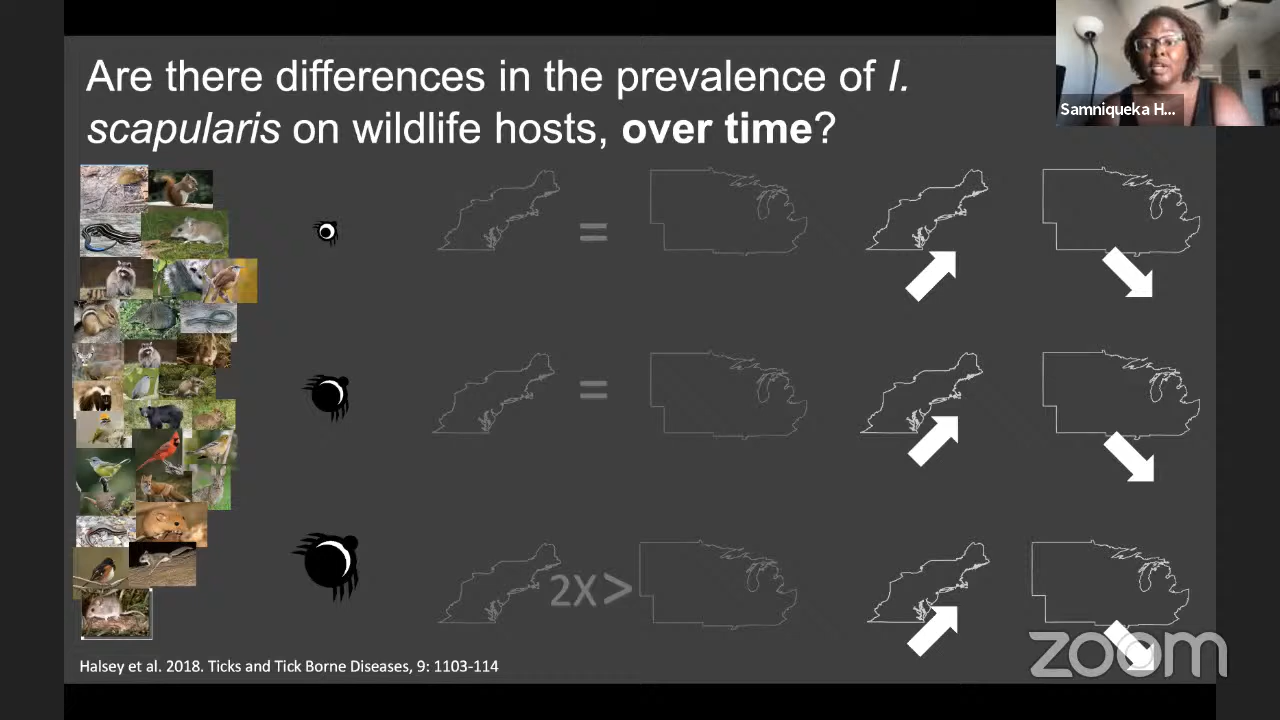 Are there differences in the prevalence of I.
scapularis on wildlife hosts, over time?
Samniqueka H...
=
=
2X>
Halsey et al. 2018. Ticks and Tick Borne Diseases, 9: 1103-114
zoom